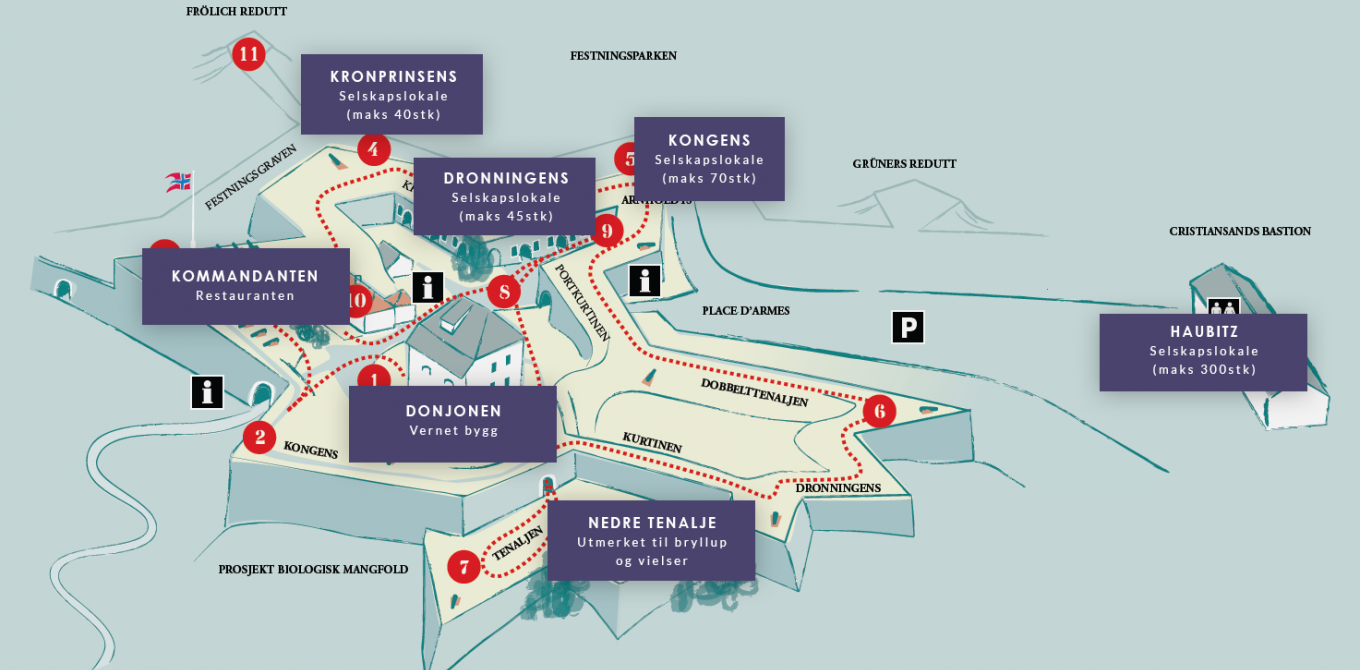 FRÖLICH REDUTT
11
FESTNINGSPARKEN
KRONPRINSENS
Selskapslokale
(maks 40stk)
4
KONGENS
Selskapslokale
(maks 70stk)
5
FESTNINGSGRAVEN
DRONNINGENS
Selskapslokale
(maks 45stk)
GRÜNERS REDUTT
9
CRISTIANSANDS BASTION
KOMMANDANTEN
Restauranten
10
i
8
PORTKURTINEN
i
PLACE D'ARMES
P
HAUBITZ
Selskapslokale
(maks 300stk)
i
1
DONJONEN
Vernet bygg
DOBBELTTENALJEN
6
2
KONGENS
KURTINEN
DRONNINGENS
NEDRE TENALJE
Utmerket til bryllup
og vielser
TENALJEN
7
PROSJEKT BIOLOGISK MANGFOLD